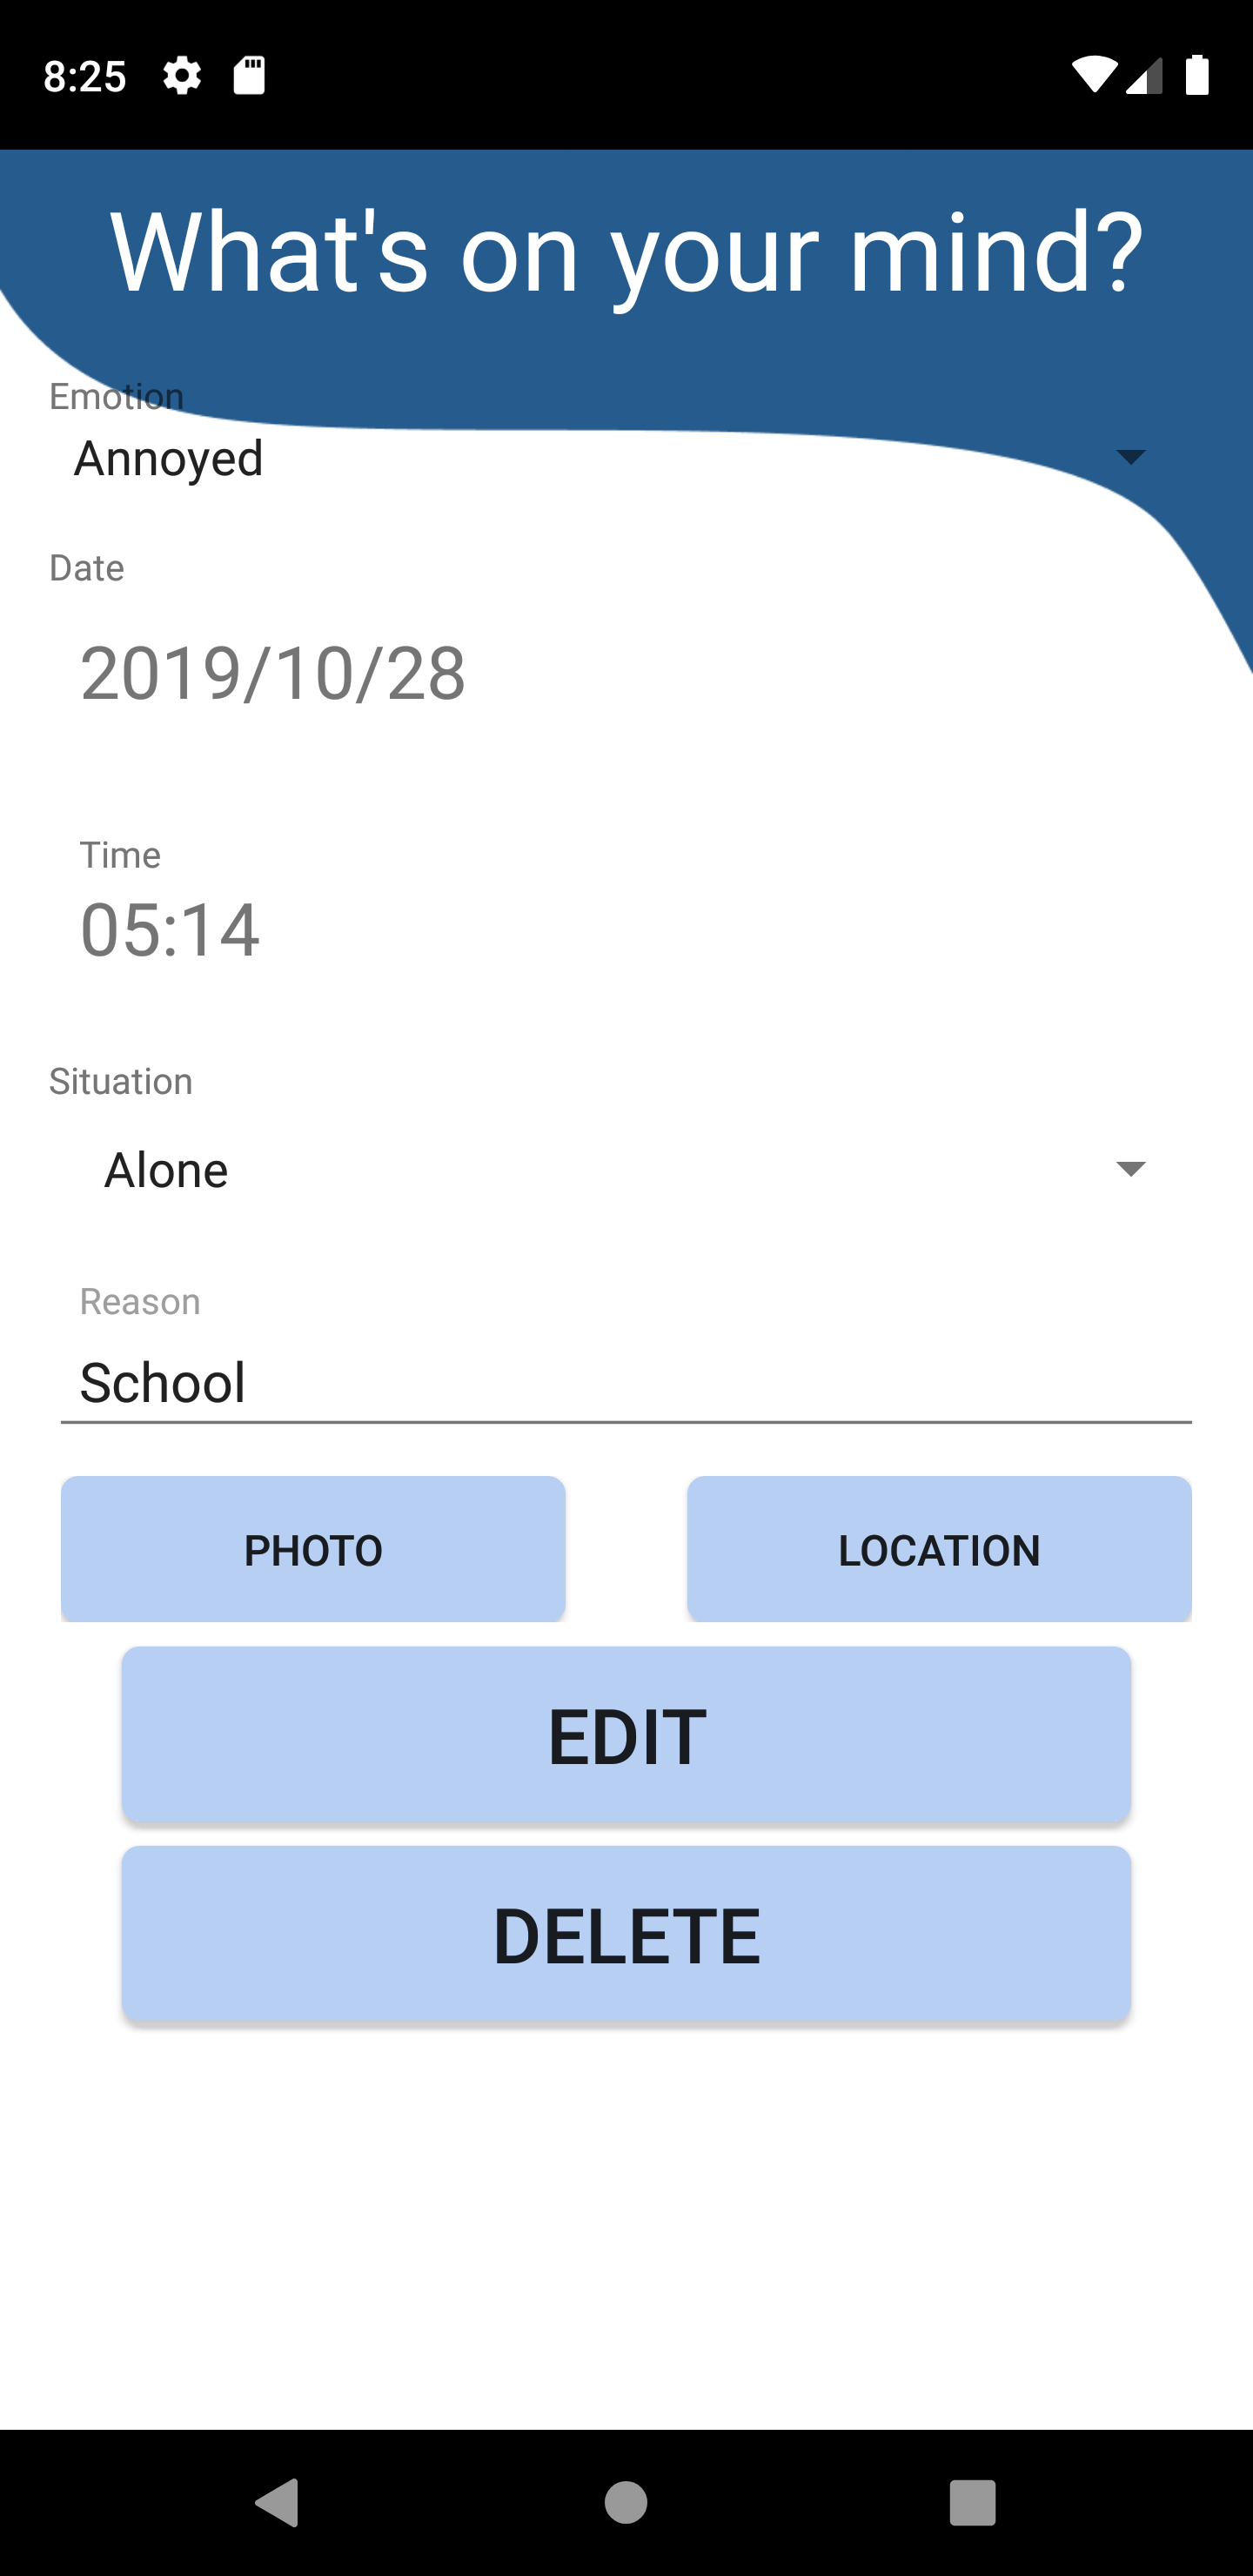 8:25
What's on your mind?
Emotion
Annoyed
Date
2019/10/28
Time
05:14
Situation
Alone
Reason
School
PHOTO LOCATION
EDIT
DELETE